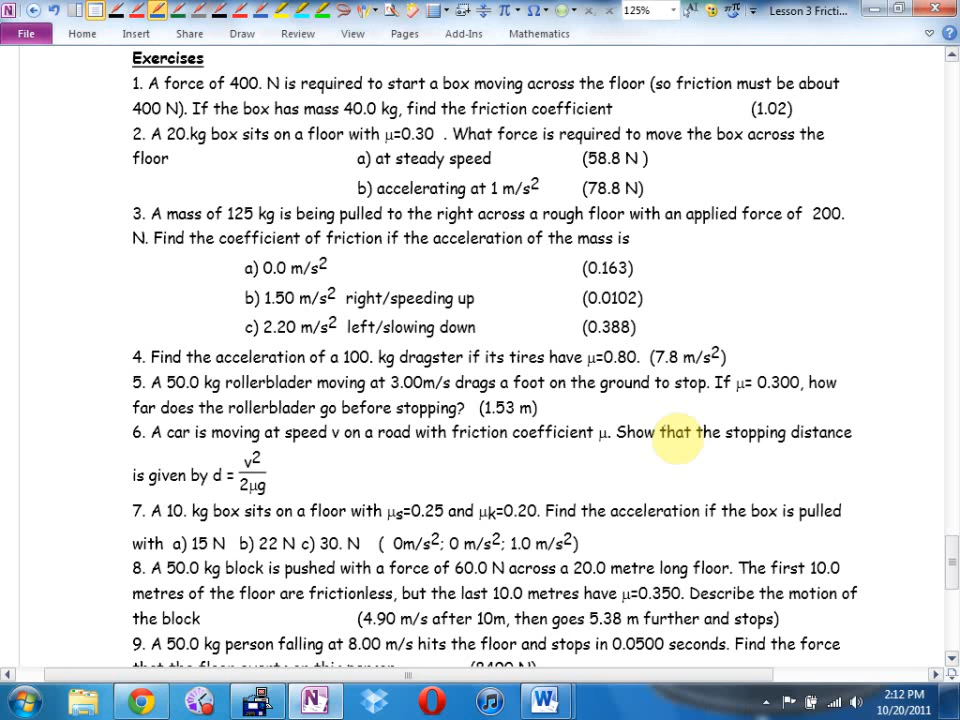 125%
Lesson 3 Fricti...
File Home Insert Share Draw Review View Pages Add-Ins Mathematics
Exercises
1. A force of 400. N is required to start a box moving across the floor (so friction must be about
400 N). If the box has mass 40.0 kg, find the friction coefficient (1.02)
2. A 20.kg box sits on a floor with μ=0.30 . What force is required to move the box across the
floor a) at steady speed (58.8 N )
b) accelerating at 1 m/s² (78.8 N)
3. A mass of 125 kg is being pulled to the right across a rough floor with an applied force of 200.
N. Find the coefficient of friction if the acceleration of the mass is
a) 0.0 m/s² (0.163)
b) 1.50 m/s² right/speeding up (0.0102)
c) 2.20 m/s² left/slowing down (0.388)
4. Find the acceleration of a 100. kg dragster if its tires have μ=0.80. (7.8 m/s²)
5. A 50.0 kg rollerblader moving at 3.00m/s drags a foot on the ground to stop. If μ= 0.300, how
far does the rollerblader go before stopping? (1.53 m)
6. A car is moving at speed v on a road with friction coefficient μ. Show that the stopping distance
is given by d = v²/2μg
7. A 10. kg box sits on a floor with μs=0.25 and μk=0.20. Find the acceleration if the box is pulled
with a) 15 N b) 22 N c) 30. N ( 0m/s²; 0 m/s²; 1.0 m/s²)
8. A 50.0 kg block is pushed with a force of 60.0 N across a 20.0 metre long floor. The first 10.0
metres of the floor are frictionless, but the last 10.0 metres have μ=0.350. Describe the motion of
the block (4.90 m/s after 10m, then goes 5.38 m further and stops)
9. A 50.0 kg person falling at 8.00 m/s hits the floor and stops in 0.0500 seconds. Find the force
2:12 PM
10/20/2011